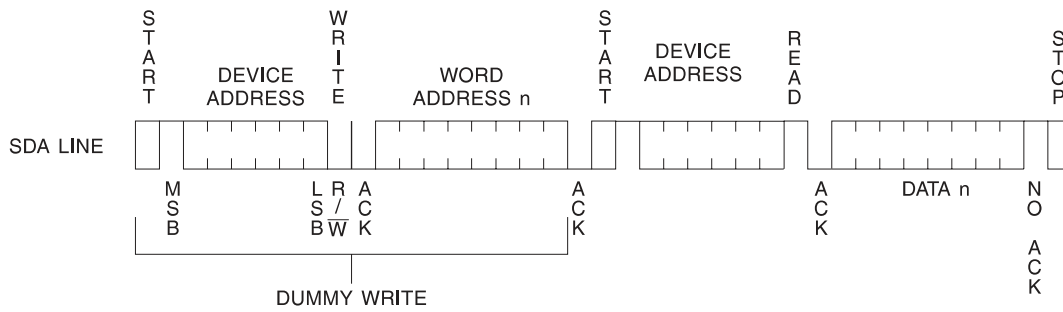 START
DEVICE
ADDRESS
WRITE
WORD
ADDRESS n
START
DEVICE
ADDRESS
READ
STOP
SDA LINE
MSB
LSB
R/W
ACK
ACK
ACK
DATA n
NO ACK
DUMMY WRITE